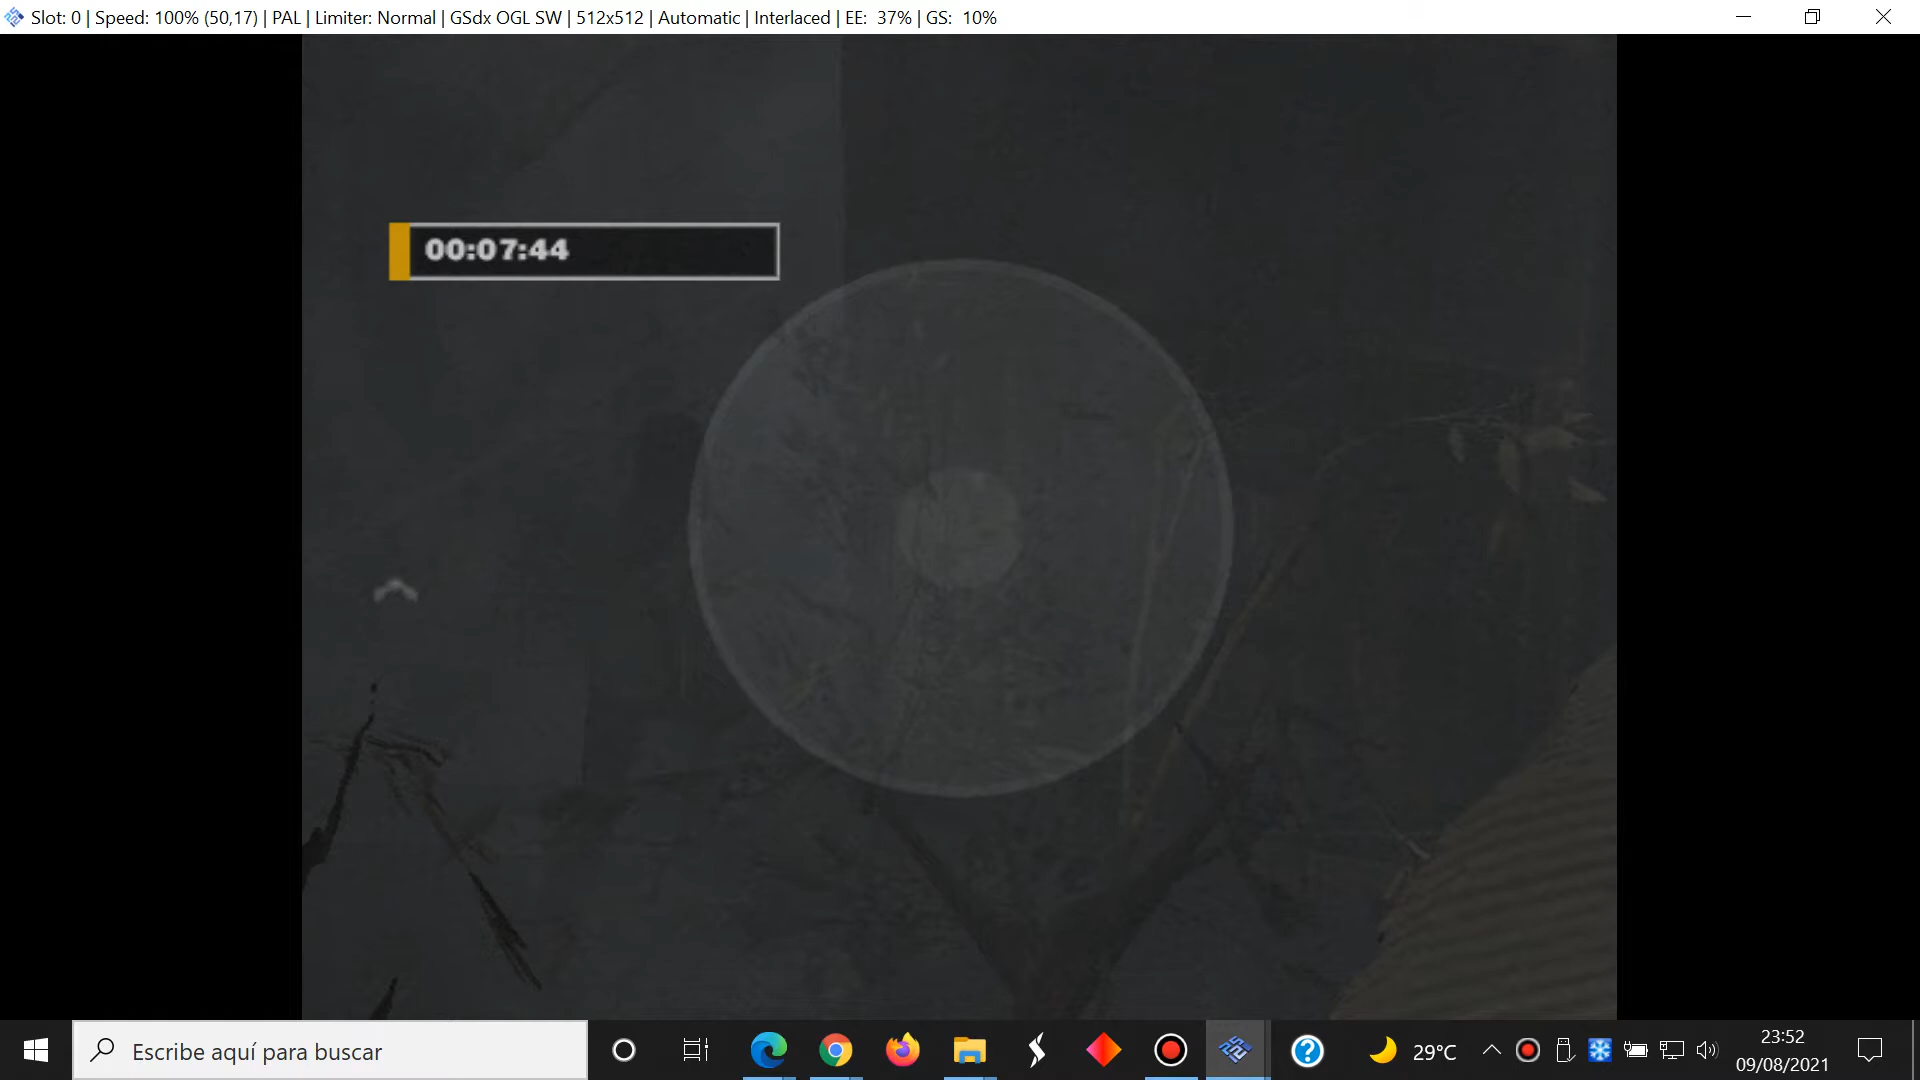 Slot: 0 | Speed: 100% (50,17) | PAL | Limiter: Normal | GSdx OGL SW | 512x512 | Automatic | Interlaced | EE: 37% | GS: 10%
00:07:44
Escribe aquí para buscar
29°C
23:52
09/08/2021